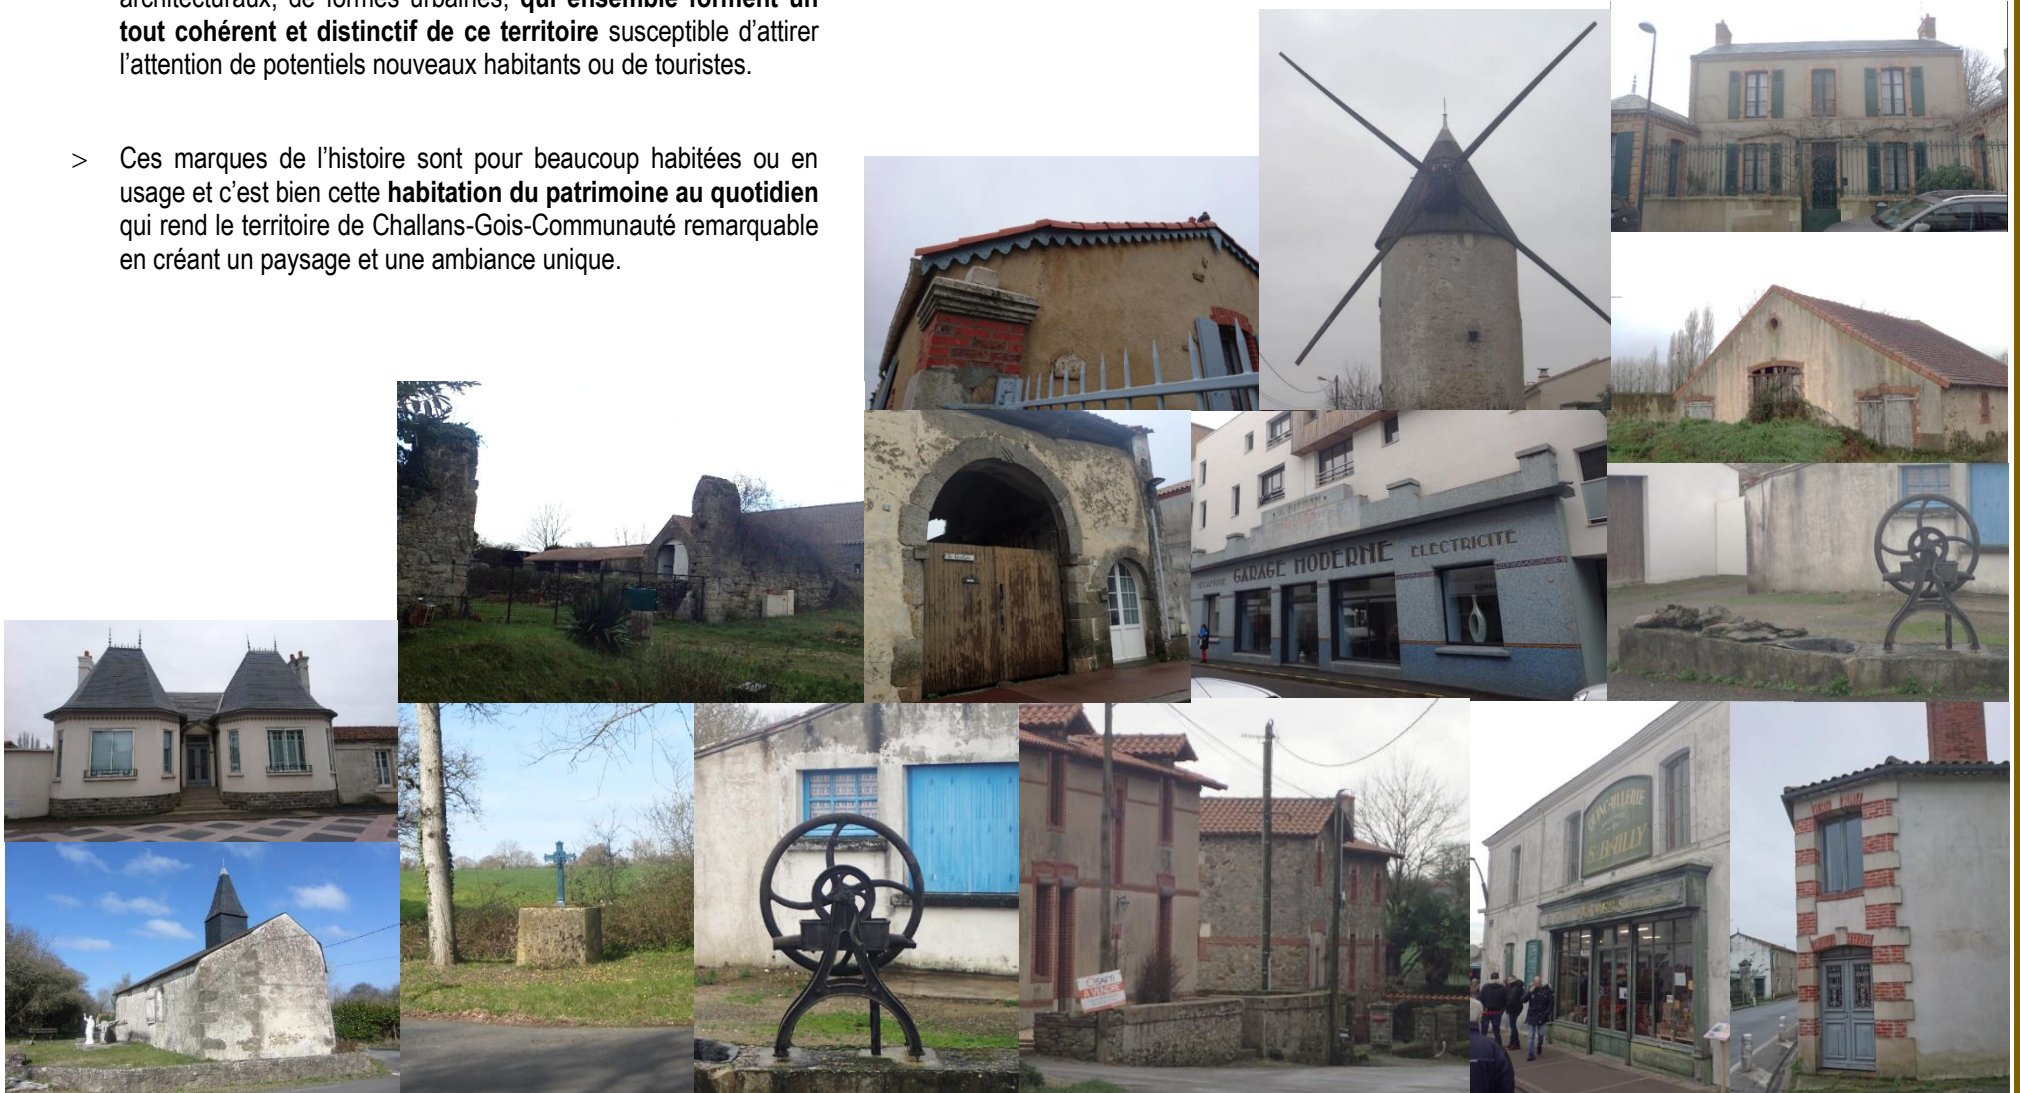 architecturaux, de formes urbaines, qui ensemble forment un
tout cohérent et distinctif de ce territoire susceptible d’attirer
l’attention de potentiels nouveaux habitants ou de touristes.
> Ces marques de l’histoire sont pour beaucoup habitées ou en
usage et c’est bien cette habitation du patrimoine au quotidien
qui rend le territoire de Challans-Gois-Communauté remarquable
en créant un paysage et une ambiance unique.
GARAGE MODERNE ELECTRICITE
A VENDRE
QUINCAILLERIE
S. BAILLY